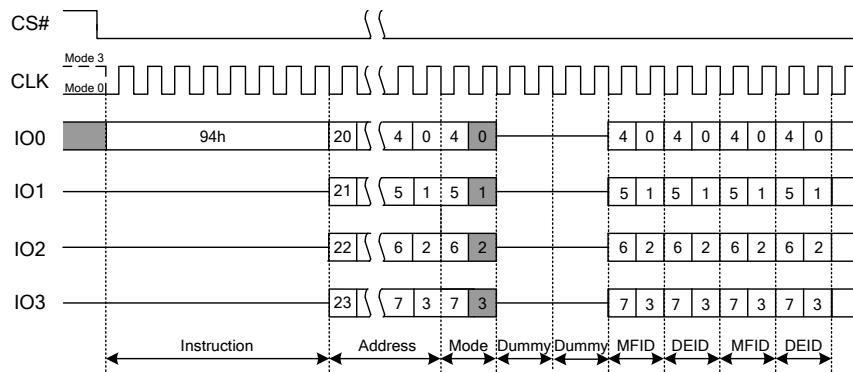 CS#
Mode 3
CLK
Mode 0
IO0 94h 20 4 0 4 0 4 0 4 0 4 0 4 0
IO1 21 5 1 5 1 5 1 5 1 5 1 5 1
IO2 22 6 2 6 2 6 2 6 2 6 2 6 2
IO3 23 7 3 7 3 7 3 7 3 7 3 7 3
Instruction Address Mode Dummy Dummy MFID DEID MFID DEID